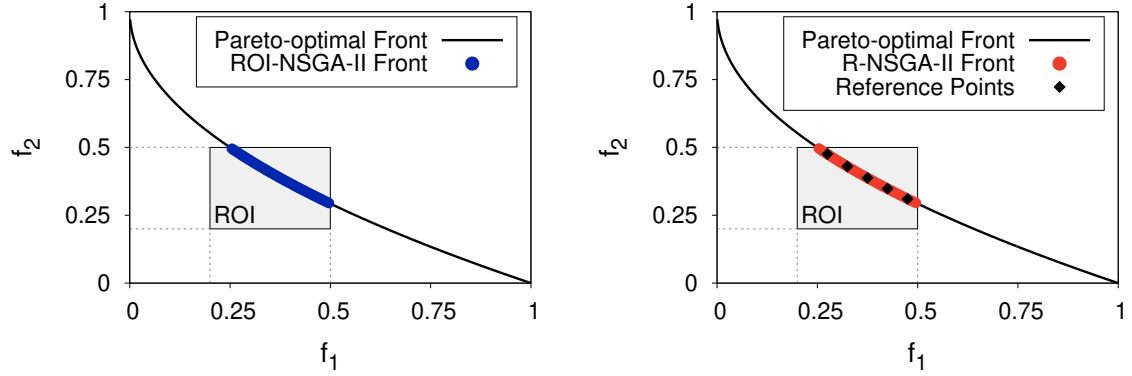 1
0.75
0.5
0.25
0
f2
Pareto-optimal Front
ROI-NSGA-II Front
ROI
0 0.25 0.5 0.75 1
f1
1
0.75
0.5
0.25
0
f2
Pareto-optimal Front
R-NSGA-II Front
Reference Points
ROI
0 0.25 0.5 0.75 1
f1